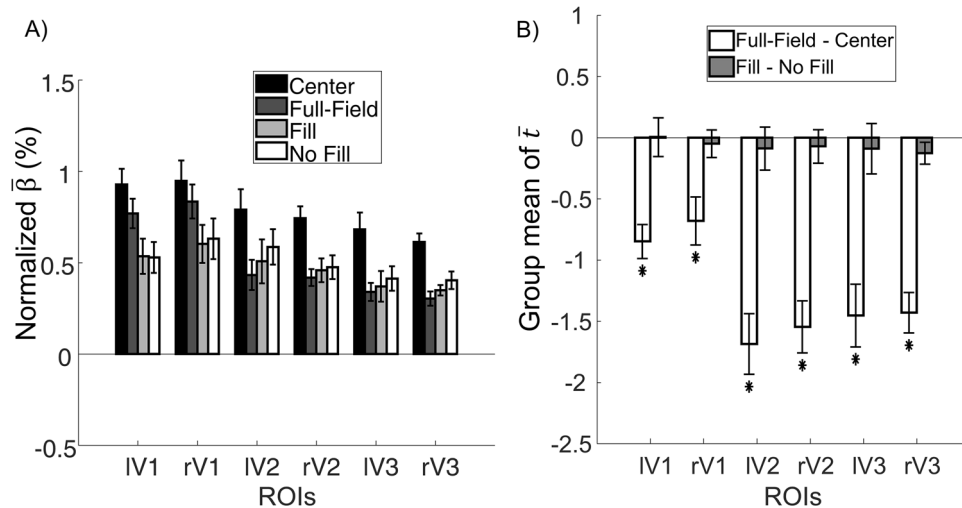 A)
Normalized β̄ (%)
1.5
1
0.5
0
-0.5
Center
Full-Field
Fill
No Fill
lV1 rV1 lV2 rV2 lV3 rV3
ROIs
B)
Group mean of t̄
1
0.5
0
-0.5
-1
-1.5
-2
-2.5
Full-Field - Center
Fill - No Fill
* * * * * *
lV1 rV1 lV2 rV2 lV3 rV3
ROIs